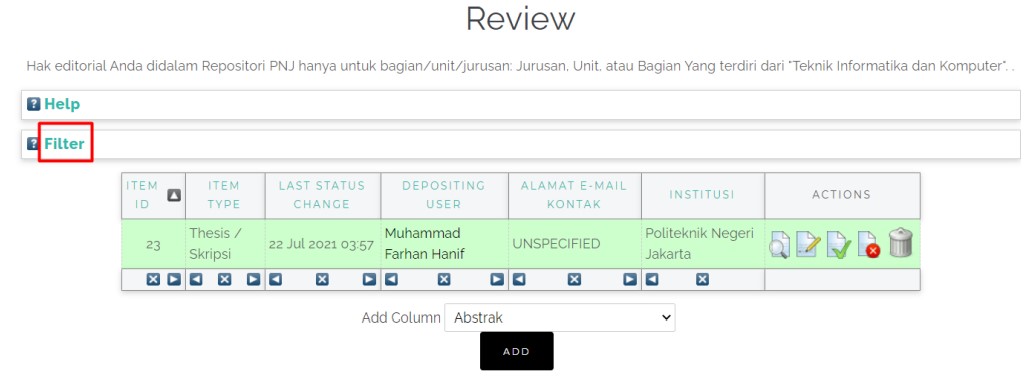 Review
Hak editorial Anda didalam Repositori PNJ hanya untuk bagian/unit/jurusan: Jurusan, Unit, atau Bagian Yang terdiri dari "Teknik Informatika dan Komputer". .
? Help
? Filter
ITEM ID ITEM TYPE LAST STATUS CHANGE DEPOSITING USER ALAMAT E-MAIL KONTAK INSTITUSI ACTIONS
23 Thesis / Skripsi 22 Jul 2021 03:57 Muhammad Farhan Hanif UNSPECIFIED Politeknik Negeri Jakarta
Add Column Abstrak
ADD